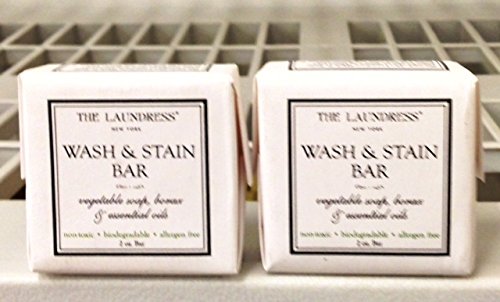 THE LAUNDRESS
NEW YORK
WASH & STAIN
BAR
vegetable soap, borax
& essential oils
non-toxic • biodegradable • allergen free
2 oz. Bar
THE LAUNDRESS
NEW YORK
WASH & STAIN
BAR
vegetable soap, borax
& essential oils
non-toxic • biodegradable • allergen free
2 oz. Bar